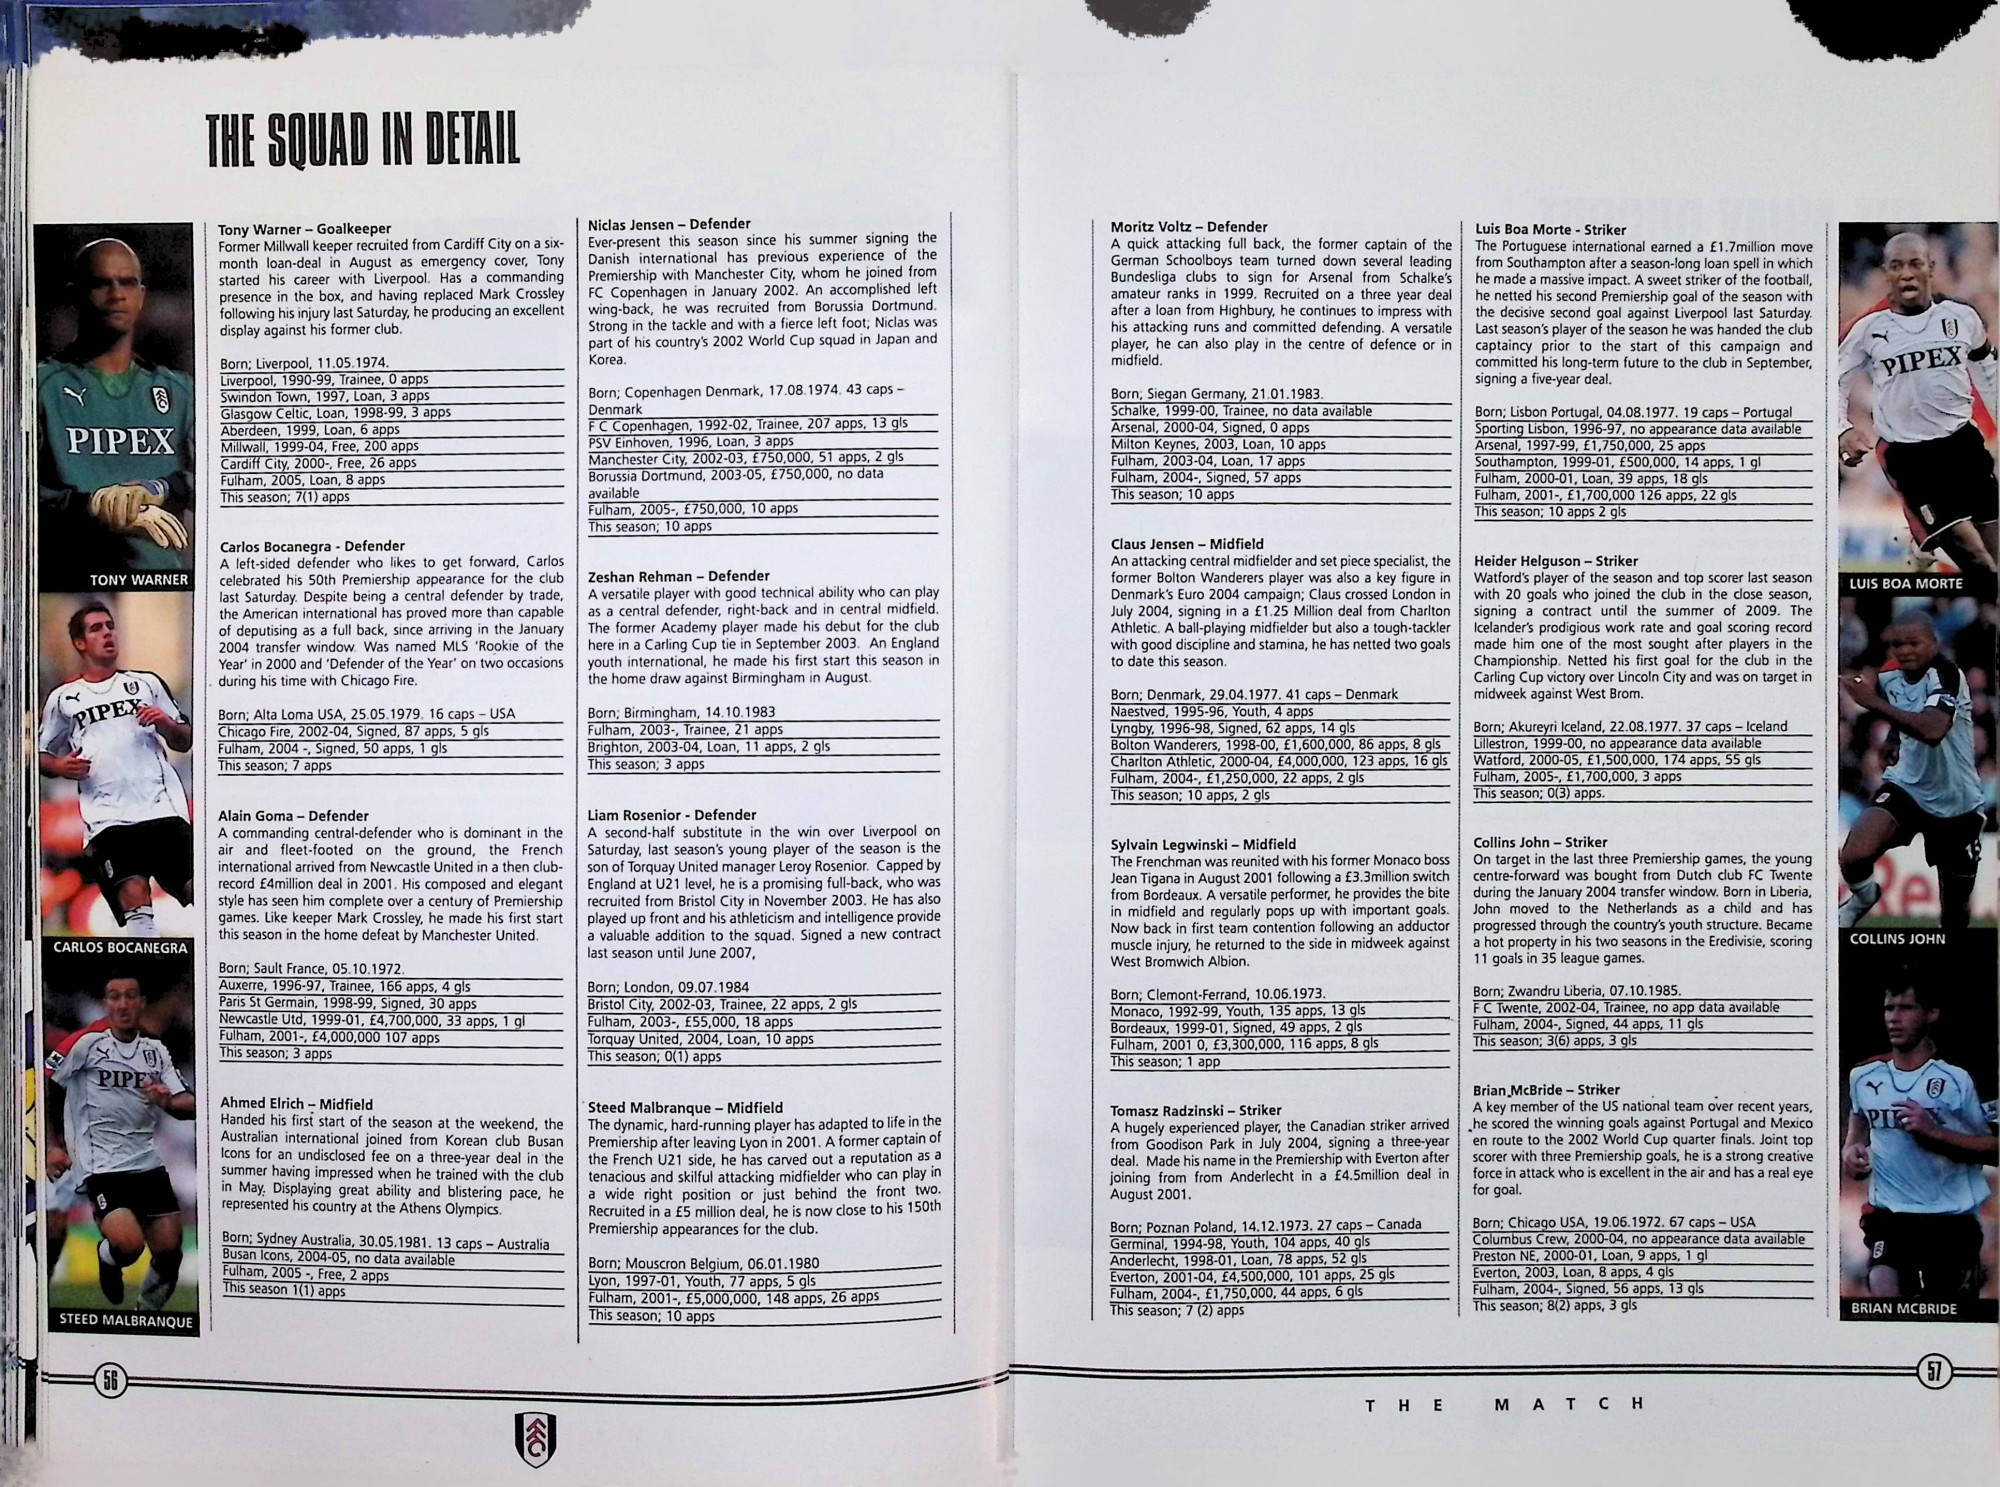 THE SQUAD IN DETAIL
Tony Warner – Goalkeeper
Former Millwall keeper recruited from Cardiff City on a six-
month loan-deal in August as emergency cover, Tony
started his career with Liverpool. Has a commanding
presence in the box, and having replaced Mark Crossley
following his injury last Saturday, he producing an excellent
display against his former club.
Born; Liverpool, 11.05.1974.
Liverpool, 1990-99, Trainee, 0 apps
Swindon Town, 1997, Loan, 3 apps
Glasgow Celtic, Loan, 1998-99, 3 apps
Aberdeen, 1999, Loan, 6 apps
Millwall, 1999-04, Free, 200 apps
Cardiff City, 2000-, Free, 26 apps
Fulham, 2005, Loan, 8 apps
This season; 7(1) apps
Carlos Bocanegra - Defender
A left-sided defender who likes to get forward, Carlos
celebrated his 50th Premiership appearance for the club
last Saturday. Despite being a central defender by trade,
the American international has proved more than capable
of deputising as a full back, since arriving in the January
2004 transfer window. Was named MLS 'Rookie of the
Year' in 2000 and 'Defender of the Year' on two occasions
during his time with Chicago Fire.
Born; Alta Loma USA, 25.05.1979. 16 caps – USA
Chicago Fire, 2002-04, Signed, 87 apps, 5 gls
Fulham, 2004 -, Signed, 50 apps, 1 gls
This season; 7 apps
Alain Goma – Defender
A commanding central-defender who is dominant in the
air and fleet-footed on the ground, the French
international arrived from Newcastle United in a then club-
record £4million deal in 2001. His composed and elegant
style has seen him complete over a century of Premiership
games. Like keeper Mark Crossley, he made his first start
this season in the home defeat by Manchester United.
Born; Sault France, 05.10.1972.
Auxerre, 1996-97, Trainee, 166 apps, 4 gls
Paris St Germain, 1998-99, Signed, 30 apps
Newcastle Utd, 1999-01, £4,700,000, 33 apps, 1 gl
Fulham, 2001-, £4,000,000 107 apps
This season; 3 apps
Ahmed Elrich – Midfield
Handed his first start of the season at the weekend, the
Australian international joined from Korean club Busan
Icons for an undisclosed fee on a three-year deal in the
summer having impressed when he trained with the club
in May. Displaying great ability and blistering pace, he
represented his country at the Athens Olympics.
Born; Sydney Australia, 30.05.1981. 13 caps – Australia
Busan Icons, 2004-05, no data available
Fulham, 2005 -, Free, 2 apps
This season 1(1) apps
Niclas Jensen – Defender
Ever-present this season since his summer signing the
Danish international has previous experience of the
Premiership with Manchester City, whom he joined from
FC Copenhagen in January 2002. An accomplished left
wing-back, he was recruited from Borussia Dortmund.
Strong in the tackle and with a fierce left foot; Niclas was
part of his country's 2002 World Cup squad in Japan and
Korea.
Born; Copenhagen Denmark, 17.08.1974. 43 caps –
Denmark
F C Copenhagen, 1992-02, Trainee, 207 apps, 13 gls
PSV Einhoven, 1996, Loan, 3 apps
Manchester City, 2002-03, £750,000, 51 apps, 2 gls
Borussia Dortmund, 2003-05, £750,000, no data
available
Fulham, 2005-, £750,000, 10 apps
This season; 10 apps
Zeshan Rehman – Defender
A versatile player with good technical ability who can play
as a central defender, right-back and in central midfield.
The former Academy player made his debut for the club
here in a Carling Cup tie in September 2003. An England
youth international, he made his first start this season in
the home draw against Birmingham in August.
Born; Birmingham, 14.10.1983
Fulham, 2003-, Trainee, 21 apps
Brighton, 2003-04, Loan, 11 apps, 2 gls
This season; 3 apps
Liam Rosenior - Defender
A second-half substitute in the win over Liverpool on
Saturday, last season's young player of the season is the
son of Torquay United manager Leroy Rosenior. Capped by
England at U21 level, he is a promising full-back, who was
recruited from Bristol City in November 2003. He has also
played up front and his athleticism and intelligence provide
a valuable addition to the squad. Signed a new contract
last season until June 2007,
Born; London, 09.07.1984
Bristol City, 2002-03, Trainee, 22 apps, 2 gls
Fulham, 2003-, £55,000, 18 apps
Torquay United, 2004, Loan, 10 apps
This season; 0(1) apps
Steed Malbranque – Midfield
The dynamic, hard-running player has adapted to life in the
Premiership after leaving Lyon in 2001. A former captain of
the French U21 side, he has carved out a reputation as a
tenacious and skilful attacking midfielder who can play in
a wide right position or just behind the front two.
Recruited in a £5 million deal, he is now close to his 150th
Premiership appearances for the club.
Born; Mouscron Belgium, 06.01.1980
Lyon, 1997-01, Youth, 77 apps, 5 gls
Fulham, 2001-, £5,000,000, 148 apps, 26 apps
This season; 10 apps
PIPEX
TONY WARNER
PIPEX
CARLOS BOCANEGRA
PIPE
STEED MALBRANQUE
56
Moritz Voltz – Defender
A quick attacking full back, the former captain of the
German Schoolboys team turned down several leading
Bundesliga clubs to sign for Arsenal from Schalke's
amateur ranks in 1999. Recruited on a three year deal
after a loan from Highbury, he continues to impress with
his attacking runs and committed defending. A versatile
player, he can also play in the centre of defence or in
midfield.
Born; Siegan Germany, 21.01.1983.
Schalke, 1999-00, Trainee, no data available
Arsenal, 2000-04, Signed, 0 apps
Milton Keynes, 2003, Loan, 10 apps
Fulham, 2003-04, Loan, 17 apps
Fulham, 2004-, Signed, 57 apps
This season; 10 apps
Claus Jensen – Midfield
An attacking central midfielder and set piece specialist, the
former Bolton Wanderers player was also a key figure in
Denmark's Euro 2004 campaign; Claus crossed London in
July 2004, signing in a £1.25 Million deal from Charlton
Athletic. A ball-playing midfielder but also a tough-tackler
with good discipline and stamina, he has netted two goals
to date this season.
Born; Denmark, 29.04.1977. 41 caps – Denmark
Naestved, 1995-96, Youth, 4 apps
Lyngby, 1996-98, Signed, 62 apps, 14 gls
Bolton Wanderers, 1998-00, £1,600,000, 86 apps, 8 gls
Charlton Athletic, 2000-04, £4,000,000, 123 apps, 16 gls
Fulham, 2004-, £1,250,000, 22 apps, 2 gls
This season; 10 apps, 2 gls
Sylvain Legwinski – Midfield
The Frenchman was reunited with his former Monaco boss
Jean Tigana in August 2001 following a £3.3million switch
from Bordeaux. A versatile performer, he provides the bite
in midfield and regularly pops up with important goals.
Now back in first team contention following an adductor
muscle injury, he returned to the side in midweek against
West Bromwich Albion.
Born; Clemont-Ferrand, 10.06.1973.
Monaco, 1992-99, Youth, 135 apps, 13 gls
Bordeaux, 1999-01, Signed, 49 apps, 2 gls
Fulham, 2001 0, £3,300,000, 116 apps, 8 gls
This season; 1 app
Tomasz Radzinski – Striker
A hugely experienced player, the Canadian striker arrived
from Goodison Park in July 2004, signing a three-year
deal. Made his name in the Premiership with Everton after
joining from from Anderlecht in a £4.5million deal in
August 2001.
Born; Poznan Poland, 14.12.1973. 27 caps – Canada
Germinal, 1994-98, Youth, 104 apps, 40 gls
Anderlecht, 1998-01, Loan, 78 apps, 52 gls
Everton, 2001-04, £4,500,000, 101 apps, 25 gls
Fulham, 2004-, £1,750,000, 44 apps, 6 gls
This season; 7 (2) apps
Luis Boa Morte - Striker
The Portuguese international earned a £1.7million move
from Southampton after a season-long loan spell in which
he made a massive impact. A sweet striker of the football,
he netted his second Premiership goal of the season with
the decisive second goal against Liverpool last Saturday.
Last season's player of the season he was handed the club
captaincy prior to the start of this campaign and
committed his long-term future to the club in September,
signing a five-year deal.
Born; Lisbon Portugal, 04.08.1977. 19 caps – Portugal
Sporting Lisbon, 1996-97, no appearance data available
Arsenal, 1997-99, £1,750,000, 25 apps
Southampton, 1999-01, £500,000, 14 apps, 1 gl
Fulham, 2000-01, Loan, 39 apps, 18 gls
Fulham, 2001-, £1,700,000 126 apps, 22 gls
This season; 10 apps 2 gls
Heider Helguson – Striker
Watford's player of the season and top scorer last season
with 20 goals who joined the club in the close season,
signing a contract until the summer of 2009. The
Icelander's prodigious work rate and goal scoring record
made him one of the most sought after players in the
Championship. Netted his first goal for the club in the
Carling Cup victory over Lincoln City and was on target in
midweek against West Brom.
Born; Akureyri Iceland, 22.08.1977. 37 caps – Iceland
Lillestron, 1999-00, no appearance data available
Watford, 2000-05, £1,500,000, 174 apps, 55 gls
Fulham, 2005-, £1,700,000, 3 apps
This season; 0(3) apps.
Collins John – Striker
On target in the last three Premiership games, the young
centre-forward was bought from Dutch club FC Twente
during the January 2004 transfer window. Born in Liberia,
John moved to the Netherlands as a child and has
progressed through the country's youth structure. Became
a hot property in his two seasons in the Eredivisie, scoring
11 goals in 35 league games.
Born; Zwandru Liberia, 07.10.1985.
F C Twente, 2002-04, Trainee, no app data available
Fulham, 2004-, Signed, 44 apps, 11 gls
This season; 3(6) apps, 3 gls
Brian McBride – Striker
A key member of the US national team over recent years,
he scored the winning goals against Portugal and Mexico
en route to the 2002 World Cup quarter finals. Joint top
scorer with three Premiership goals, he is a strong creative
force in attack who is excellent in the air and has a real eye
for goal.
Born; Chicago USA, 19.06.1972. 67 caps – USA
Columbus Crew, 2000-04, no appearance data available
Preston NE, 2000-01, Loan, 9 apps, 1 gl
Everton, 2003, Loan, 8 apps, 4 gls
Fulham, 2004-, Signed, 56 apps, 13 gls
This season; 8(2) apps, 3 gls
PIPEX
LUIS BOA MORTE
COLLINS JOHN
BRIAN MCBRIDE
57
THE MATCH